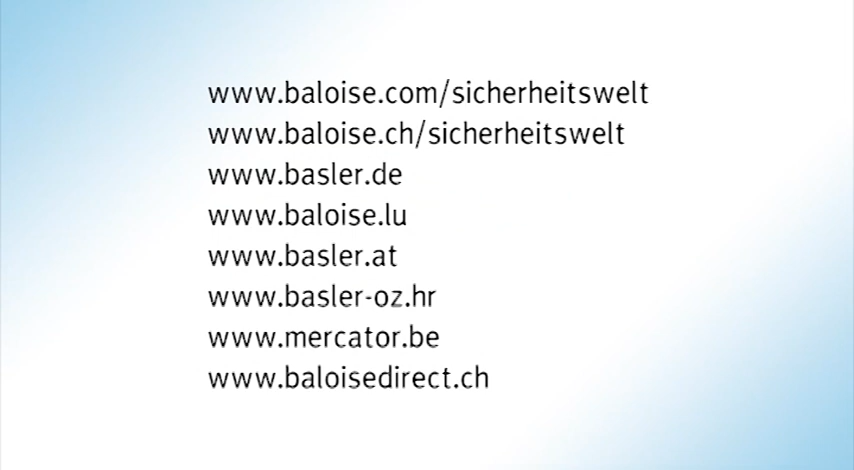 www.baloise.com/sicherheitswelt
www.baloise.ch/sicherheitswelt
www.basler.de
www.baloise.lu
www.basler.at
www.basler-oz.hr
www.mercator.be
www.baloisedirect.ch